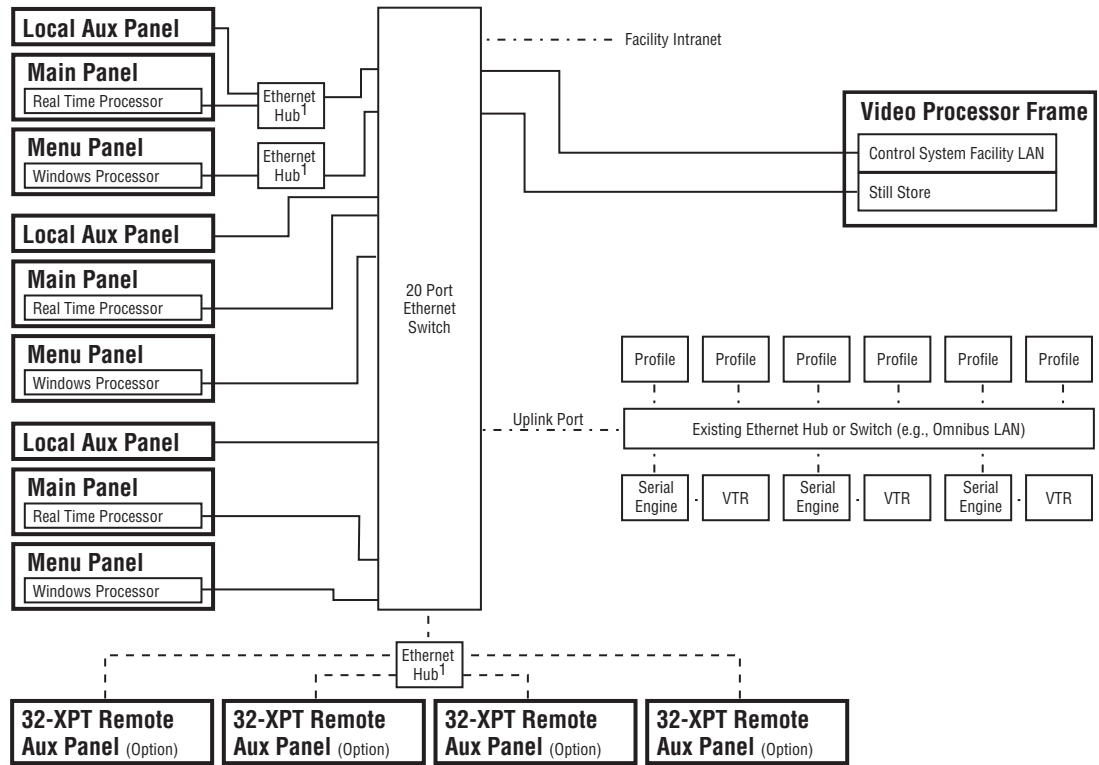 Local Aux Panel
Main Panel
Real Time Processor
Ethernet
Hub1
Menu Panel
Windows Processor
Ethernet
Hub1
Local Aux Panel
Main Panel
Real Time Processor
Menu Panel
Windows Processor
Local Aux Panel
Main Panel
Real Time Processor
Menu Panel
Windows Processor
20 Port
Ethernet
Switch
Facility Intranet
Video Processor Frame
Control System Facility LAN
Still Store
Profile
Profile
Profile
Profile
Profile
Profile
Uplink Port
Existing Ethernet Hub or Switch (e.g., Omnibus LAN)
Serial
Engine
VTR
Serial
Engine
VTR
Serial
Engine
VTR
Ethernet
Hub1
32-XPT Remote
Aux Panel (Option)
32-XPT Remote
Aux Panel (Option)
32-XPT Remote
Aux Panel (Option)
32-XPT Remote
Aux Panel (Option)